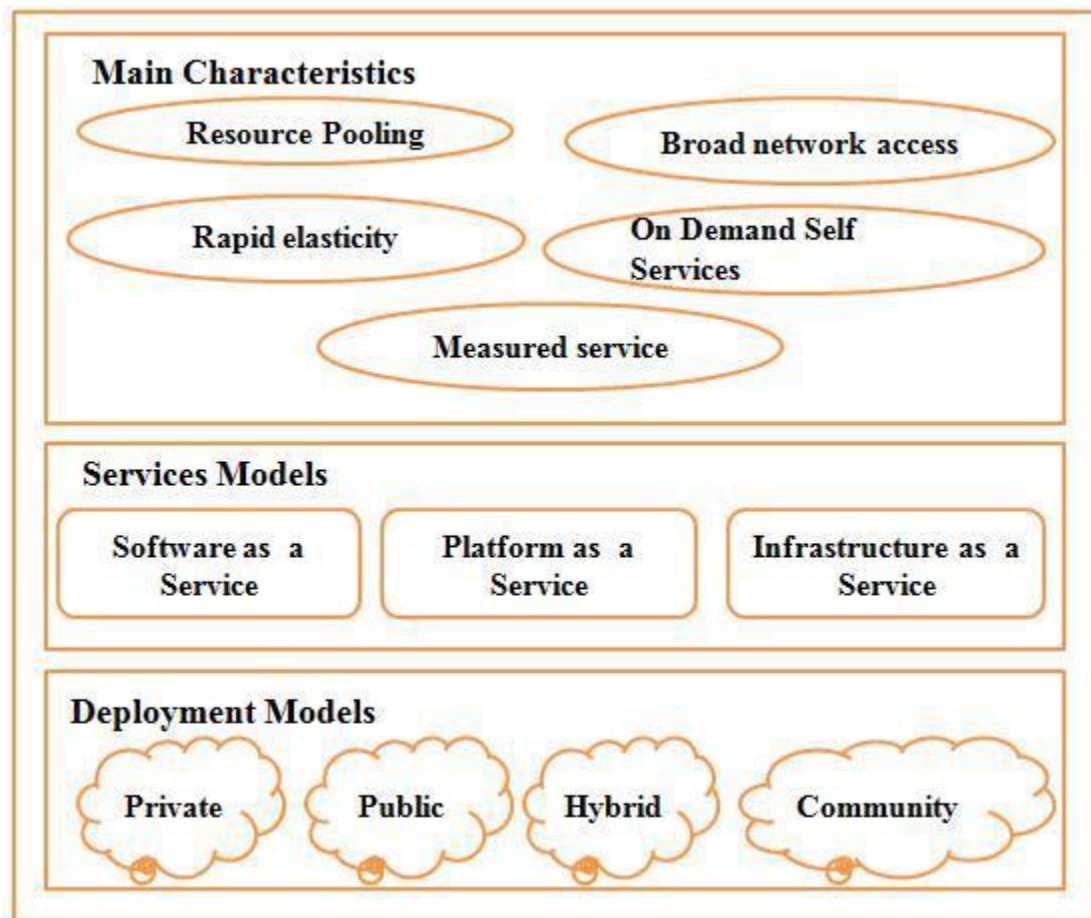 Main Characteristics
Resource Pooling
Broad network access
Rapid elasticity
On Demand Self
Services
Measured service
Services Models
Software as a
Service
Platform as a
Service
Infrastructure as a
Service
Deployment Models
Private
Public
Hybrid
Community